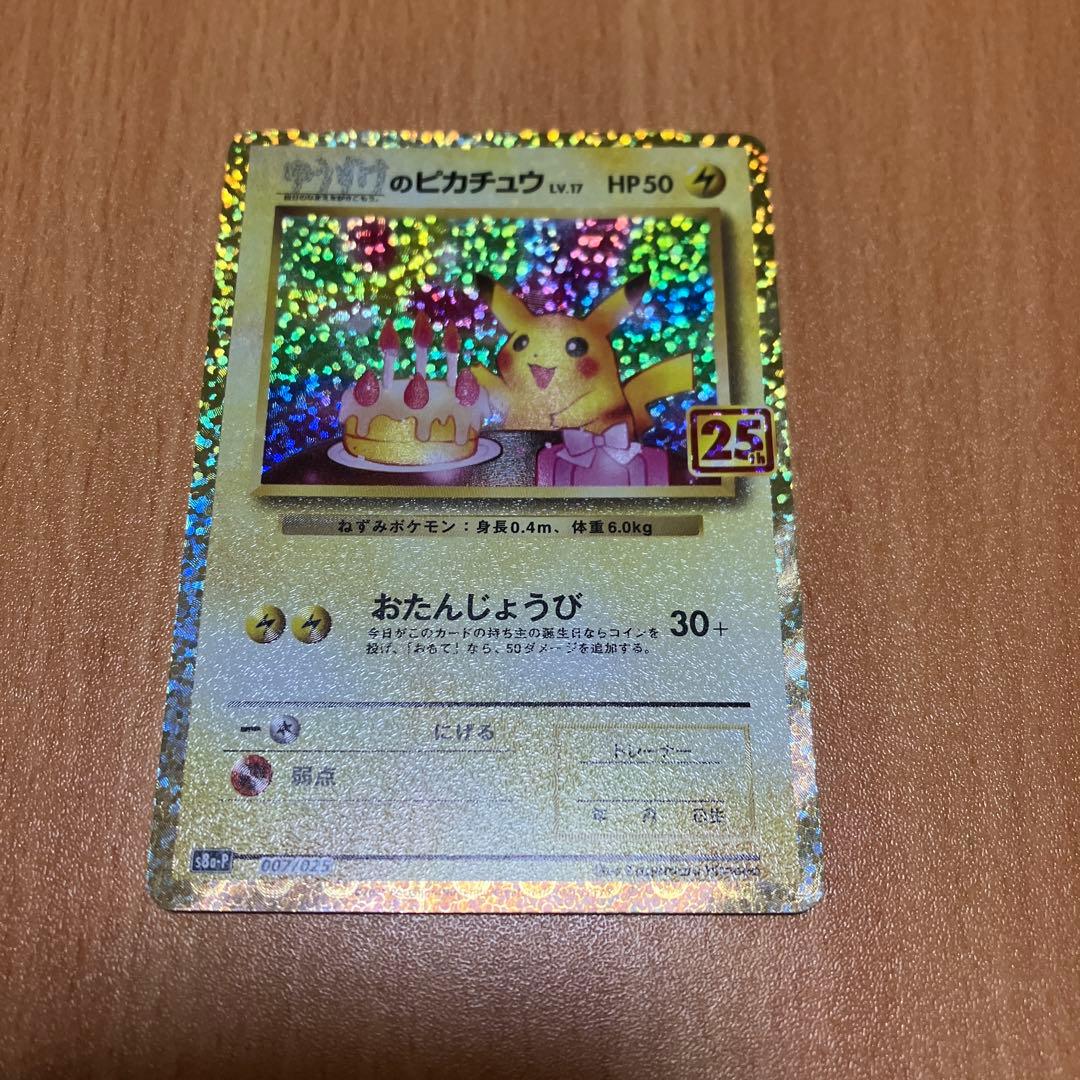 のピカチュウ LV.17 HP50
25th
ねずみポケモン：身長0.4m、体重6.0kg
おたんじょうび 30+
今日がこのカードの持ち主の誕生日ならコインを
投げ、「おもて」なら、50ダメージを追加する。
にげる
弱点
トレーナー
s8a-P 007/025